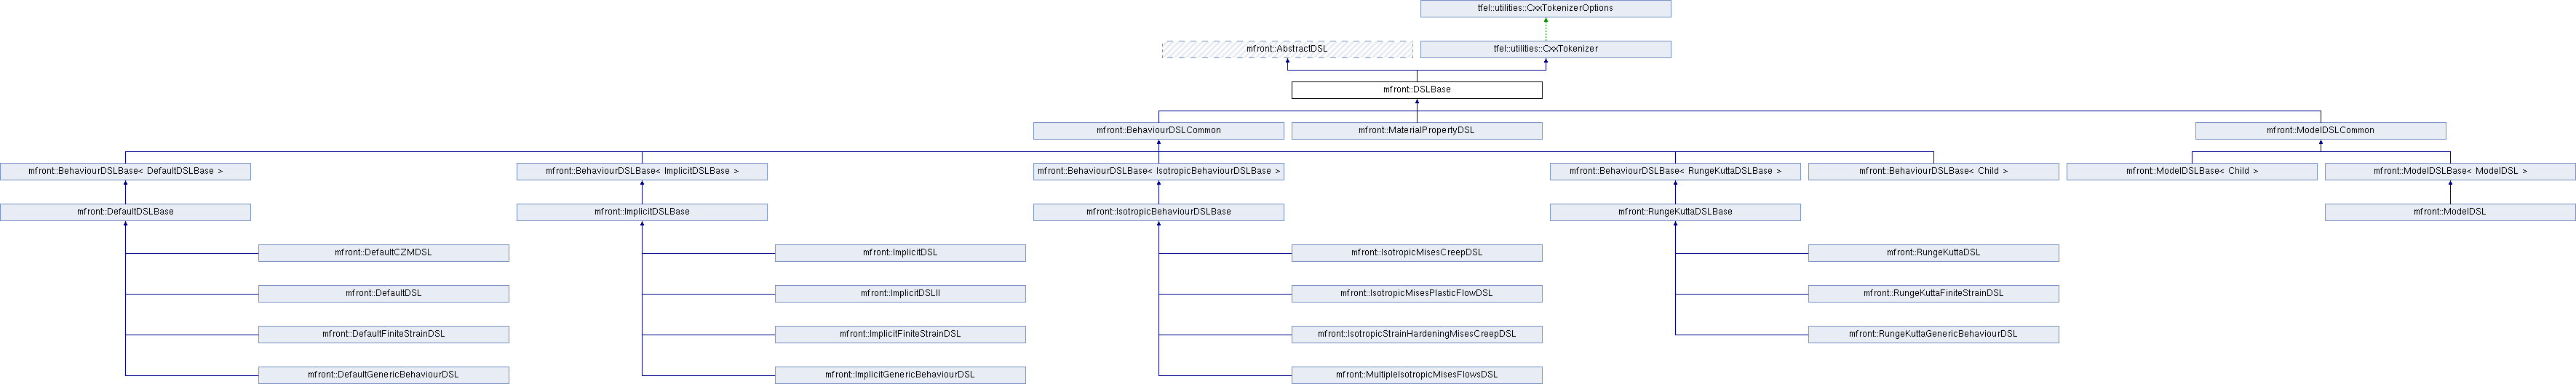 tfel::utilities::CxxTokenizerOptions
mfront::AbstractDSL
tfel::utilities::CxxTokenizer
mfront::DSLBase
mfront::BehaviourDSLCommon
mfront::MaterialPropertyDSL
mfront::ModelDSLCommon
mfront::BehaviourDSLBase< DefaultDSLBase >
mfront::BehaviourDSLBase< ImplicitDSLBase >
mfront::BehaviourDSLBase< IsotropicBehaviourDSLBase >
mfront::BehaviourDSLBase< RungeKuttaDSLBase >
mfront::BehaviourDSLBase< Child >
mfront::ModelDSLBase< Child >
mfront::ModelDSLBase< ModelDSL >
mfront::DefaultDSLBase
mfront::ImplicitDSLBase
mfront::IsotropicBehaviourDSLBase
mfront::RungeKuttaDSLBase
mfront::ModelDSL
mfront::DefaultCZMDSL
mfront::ImplicitDSL
mfront::IsotropicMisesCreepDSL
mfront::RungeKuttaDSL
mfront::DefaultDSL
mfront::ImplicitDSLII
mfront::IsotropicMisesPlasticFlowDSL
mfront::RungeKuttaFiniteStrainDSL
mfront::DefaultFiniteStrainDSL
mfront::ImplicitFiniteStrainDSL
mfront::IsotropicStrainHardeningMisesCreepDSL
mfront::RungeKuttaGenericBehaviourDSL
mfront::DefaultGenericBehaviourDSL
mfront::ImplicitGenericBehaviourDSL
mfront::MultipleIsotropicMisesFlowsDSL